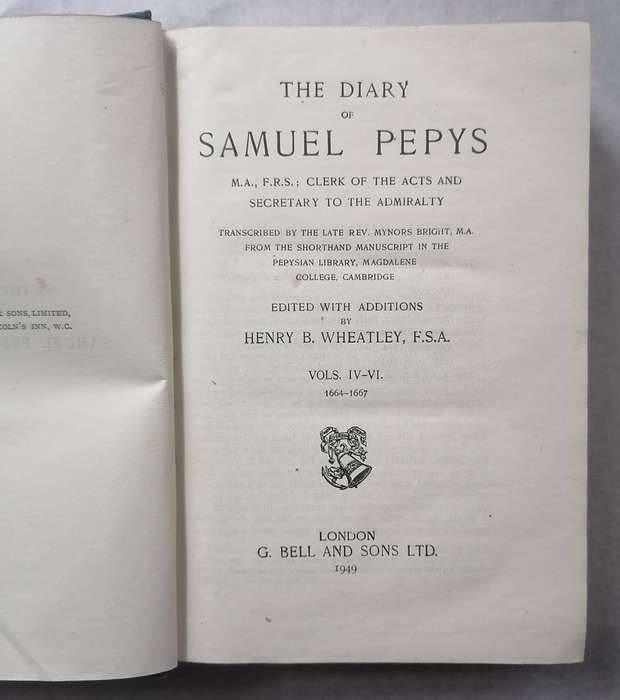 SONS, LIMITED,
INN, W.C.
THE DIARY
OF
SAMUEL PEPYS
M.A., F.R.S.; CLERK OF THE ACTS AND
SECRETARY TO THE ADMIRALTY
TRANSCRIBED BY THE LATE REV. MYNORS BRIGHT, M.A.
FROM THE SHORTHAND MANUSCRIPT IN THE
PEPYSIAN LIBRARY, MAGDALENE
COLLEGE, CAMBRIDGE
EDITED WITH ADDITIONS
BY
HENRY B. WHEATLEY, F.S.A.
VOLS. IV-VI.
1664-1667
LONDON
G. BELL AND SONS LTD.
1949